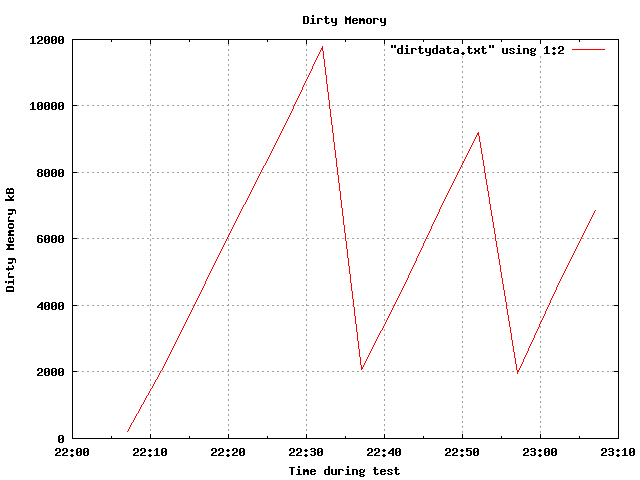 Dirty Memory
"dirtydata.txt" using 1:2
12000
10000
8000
6000
4000
2000
0
Dirty Memory kB
22:00 22:10 22:20 22:30 22:40 22:50 23:00 23:10
Time during test